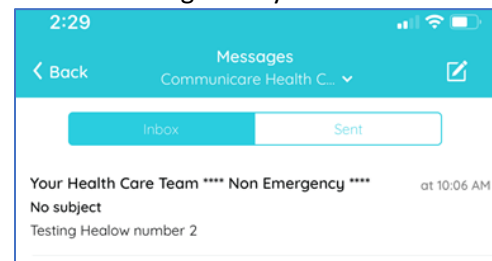 2:29
Messages
Back Communicare Health C...
Inbox Sent
Your Health Care Team **** Non Emergency **** at 10:06 AM
No subject
Testing Healow number 2